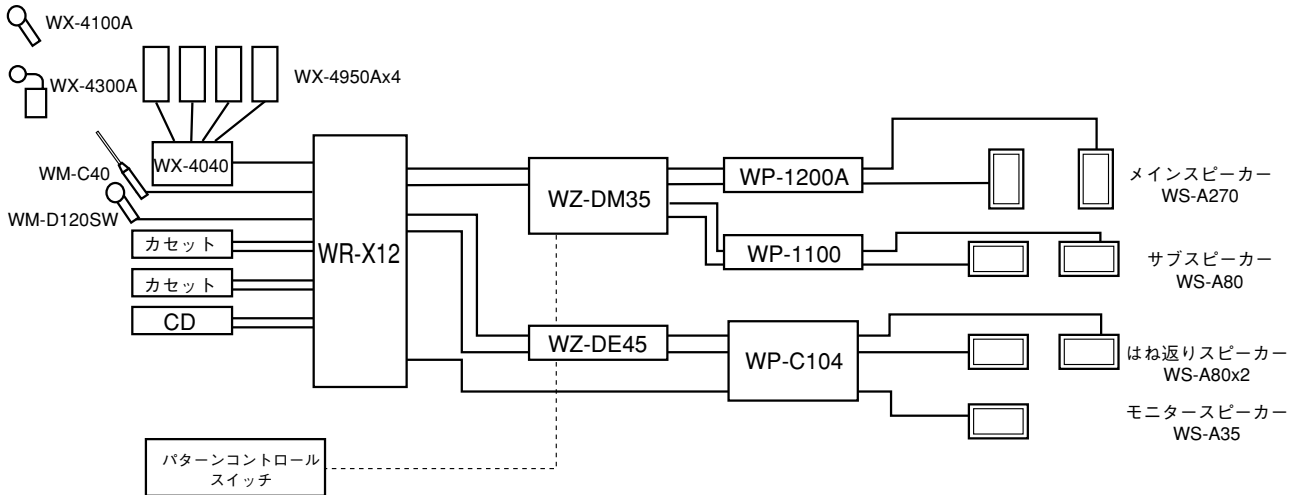 WX-4100A
WX-4300A
WX-4950Ax4
WX-4040
WM-C40
WM-D120SW
カセット
カセット
CD
WR-X12
WZ-DM35
WZ-DE45
WP-1200A
WP-1100
WP-C104
メインスピーカー
WS-A270
サブスピーカー
WS-A80
はね返りスピーカー
WS-A80x2
モニタースピーカー
WS-A35
パターンコントロール
スイッチ